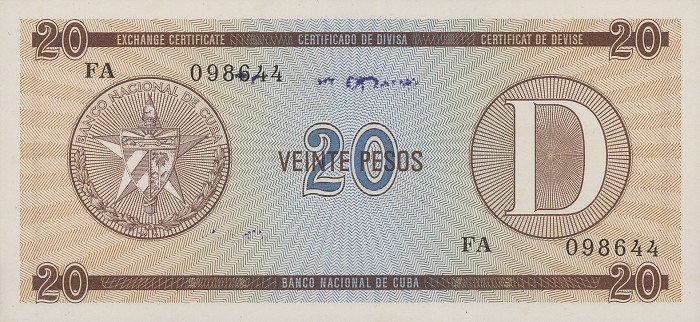 20 EXCHANGE CERTIFICATE CERTIFICADO DE DIVISA CERTIFICAT DE DEVISE 20
FA 098644
BANCO NACIONAL DE CUBA
20
VEINTE PESOS
D
FA 098644
20 BANCO NACIONAL DE CUBA 20